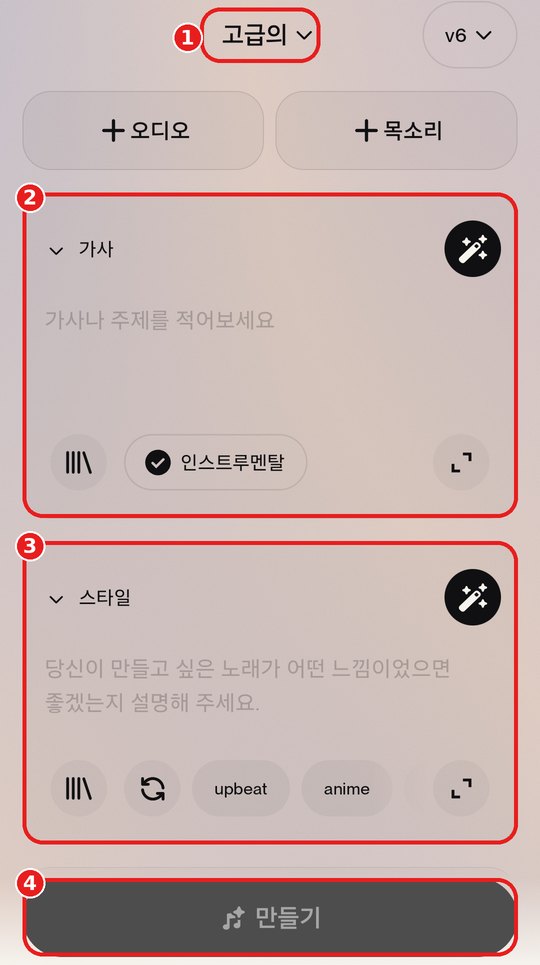 1 고급의
v6
오디오
목소리
2
가사
가사나 주제를 적어보세요
인스트루멘탈
3
스타일
당신이 만들고 싶은 노래가 어떤 느낌이었으면
좋겠는지 설명해 주세요.
upbeat anime
4
만들기